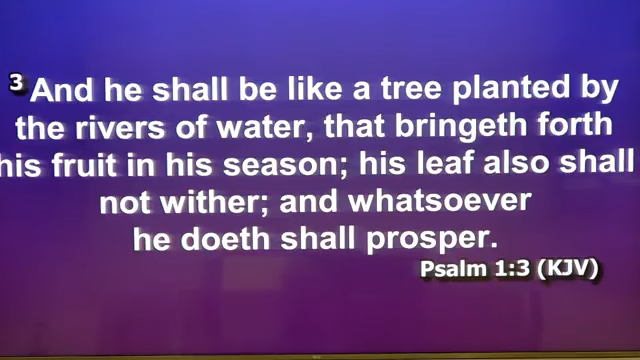 3 And he shall be like a tree planted by
the rivers of water, that bringeth forth
his fruit in his season; his leaf also shall
not wither; and whatsoever
he doeth shall prosper.
Psalm 1:3 (KJV)